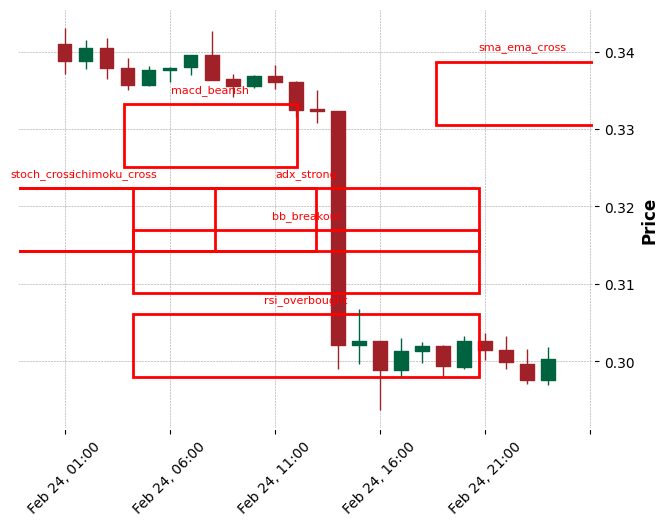 sma_ema_cross
0.34
macd_bearish
0.33
stoch_cross
ichimoku_cross
adx_strong
0.32
bb_breakout
Price
0.31
rsi_overbought
0.30
Feb 24, 01:00
Feb 24, 06:00
Feb 24, 11:00
Feb 24, 16:00
Feb 24, 21:00